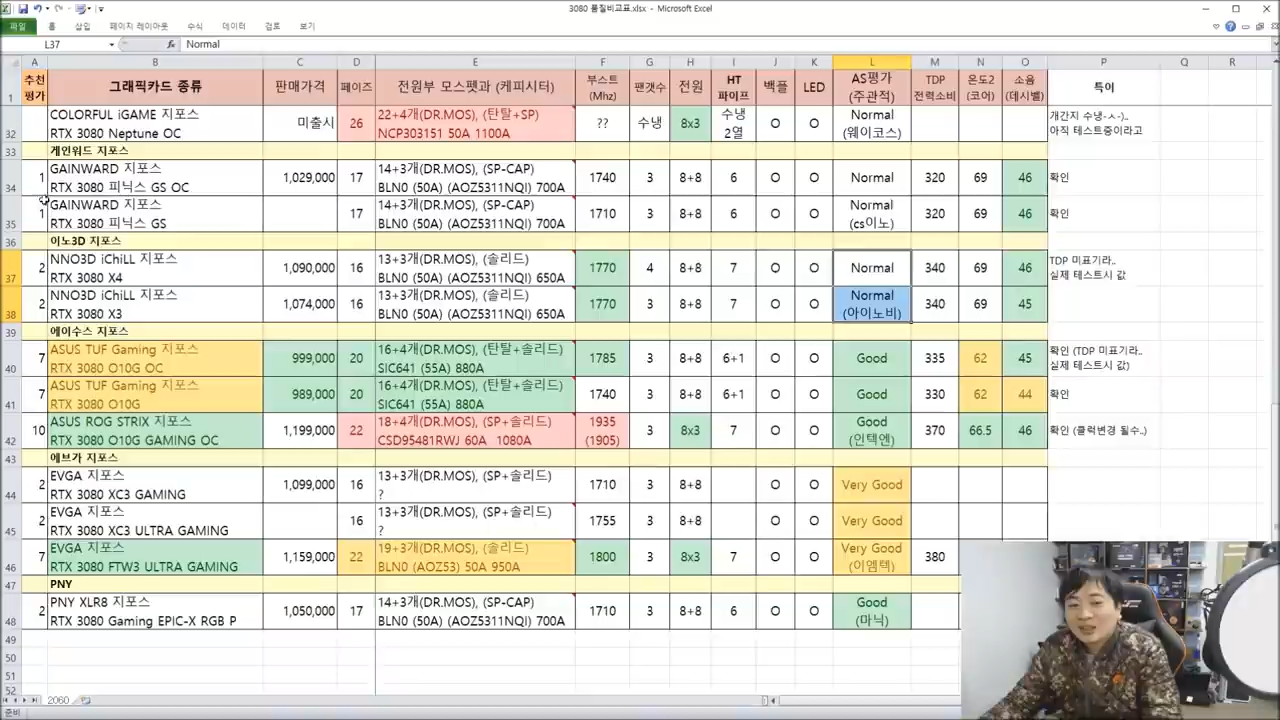 3080 품질비교표.xlsx - Microsoft Excel
파일 홈 삽입 페이지 레이아웃 수식 데이터 검토 보기
L37 fx Normal
A B C D E F G H I J K L M N O P Q R
1 추천 평가 그래픽카드 종류 판매가격 페이즈 전원부 모스펫과 (케피시터) 부스트 (Mhz) 팬갯수 전원 HT 파이프 백플 LED AS평가 (주관적) TDP 전력소비 온도2 (코어) 소음 (데시벨) 특이
32 COLORFUL iGAME 지포스 RTX 3080 Neptune OC 미출시 26 22+4개(DR.MOS), (탄탈+SP) NCP303151 50A 1100A ?? 수냉 8x3 수냉 2열 O O Normal (웨이코스) 개간지 수냉-ㅅ-).. 아직 테스트중이라고
33 게인워드 지포스
34 1 GAINWARD 지포스 RTX 3080 피닉스 GS OC 1,029,000 17 14+3개(DR.MOS), (SP-CAP) BLN0 (50A) (AOZ5311NQI) 700A 1740 3 8+8 6 O O Normal 320 69 46 확인
35 1 GAINWARD 지포스 RTX 3080 피닉스 GS 17 14+3개(DR.MOS), (SP-CAP) BLN0 (50A) (AOZ5311NQI) 700A 1710 3 8+8 6 O O Normal (cs이노) 320 69 46 확인
36 이노3D 지포스
37 2 NNO3D iChiLL 지포스 RTX 3080 X4 1,090,000 16 13+3개(DR.MOS), (솔리드) BLN0 (50A) (AOZ5311NQI) 650A 1770 4 8+8 7 O O Normal 340 69 46 TDP 미표기라.. 실제 테스트시 값
38 2 NNO3D iChiLL 지포스 RTX 3080 X3 1,074,000 16 13+3개(DR.MOS), (솔리드) BLN0 (50A) (AOZ5311NQI) 650A 1770 3 8+8 7 O O Normal (아이노비) 340 69 45
39 에이수스 지포스
40 7 ASUS TUF Gaming 지포스 RTX 3080 O10G OC 999,000 20 16+4개(DR.MOS), (탄탈+솔리드) SIC641 (55A) 880A 1785 3 8+8 6+1 O O Good 335 62 45 확인 (TDP 미표기라.. 실제 테스트시 값)
41 7 ASUS TUF Gaming 지포스 RTX 3080 O10G 989,000 20 16+4개(DR.MOS), (탄탈+솔리드) SIC641 (55A) 880A 1740 3 8+8 6+1 O O Good 330 62 44 확인
42 10 ASUS ROG STRIX 지포스 RTX 3080 O10G GAMING OC 1,199,000 22 18+4개(DR.MOS), (SP+솔리드) CSD95481RWJ 60A 1080A 1935 (1905) 3 8x3 7 O O Good (인텍엔) 370 66.5 46 확인 (클럭변경 될수..)
43 에브가 지포스
44 2 EVGA 지포스 RTX 3080 XC3 GAMING 1,099,000 16 13+3개(DR.MOS), (SP+솔리드) ? 1710 3 8+8 O O Very Good
45 2 EVGA 지포스 RTX 3080 XC3 ULTRA GAMING 16 13+3개(DR.MOS), (SP+솔리드) ? 1755 3 8+8 O O Very Good
46 7 EVGA 지포스 RTX 3080 FTW3 ULTRA GAMING 1,159,000 22 19+3개(DR.MOS), (솔리드) BLN0 (AOZ53) 50A 950A 1800 3 8x3 7 O O Very Good (이엠텍) 380
47 PNY
48 2 PNY XLR8 지포스 RTX 3080 Gaming EPIC-X RGB P 1,050,000 17 14+3개(DR.MOS), (SP-CAP) BLN0 (50A) (AOZ5311NQI) 700A 1710 3 8+8 6 O O Good (마닉)
49
50
51
52
2060
준비